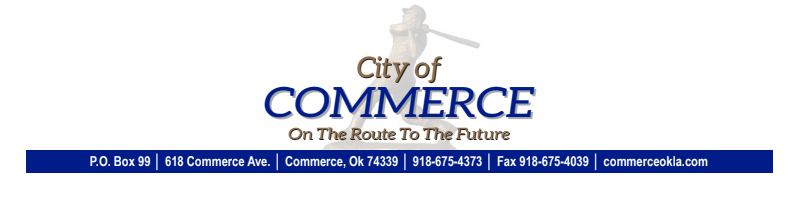 City of
COMMERCE
On The Route To The Future
P.O. Box 99 | 618 Commerce Ave. | Commerce, Ok 74339 | 918-675-4373 | Fax 918-675-4039 | commerceokla.com